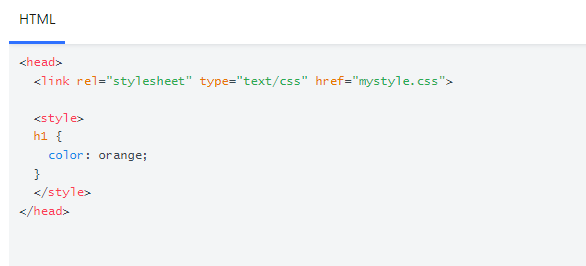 HTML
<head>
<link rel="stylesheet" type="text/css" href="mystyle.css">
<style>
h1 {
color: orange;
}
</style>
</head>